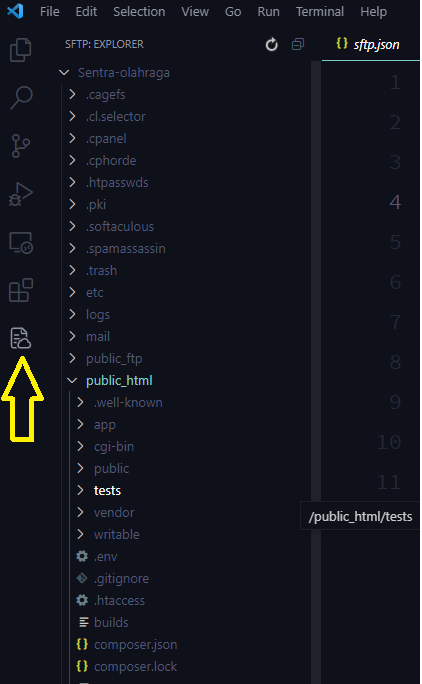 File Edit Selection View Go Run Terminal Help
SFTP: EXPLORER
{} sftp.json
Sentra-olahraga
.cagefs
.cl.selector
.cpanel
.cphorde
.htpasswds
.pki
.softaculous
.spamassassin
.trash
etc
logs
mail
public_ftp
public_html
.well-known
app
cgi-bin
public
tests
vendor
writable
.env
.gitignore
.htaccess
builds
{} composer.json
{} composer.lock
1
2
3
4
5
6
7
8
9
10
11
/public_html/tests